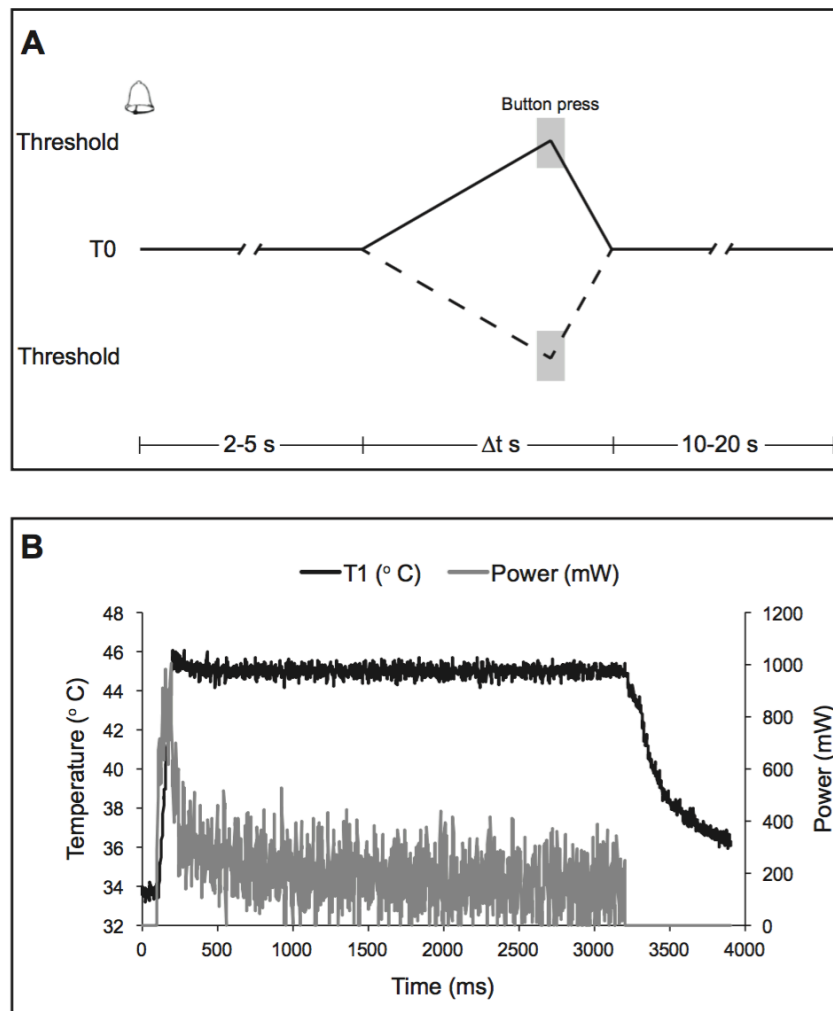 A
Button press
Threshold
T0
Threshold
2-5 s
Δt s
10-20 s
B
T1 (° C)
Power (mW)
48
46
44
42
40
38
36
34
32
Temperature (° C)
1200
1000
800
600
400
200
0
Power (mW)
0
500
1000
1500
2000
2500
3000
3500
4000
Time (ms)